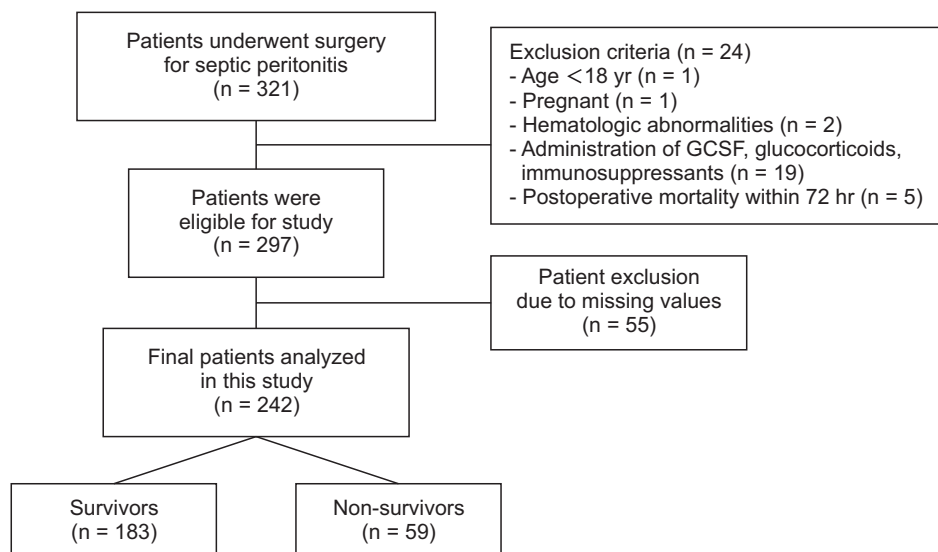 Patients underwent surgery
for septic peritonitis
(n = 321)
Exclusion criteria (n = 24)
- Age <18 yr (n = 1)
- Pregnant (n = 1)
- Hematologic abnormalities (n = 2)
- Administration of GCSF, glucocorticoids,
immunosuppressants (n = 19)
- Postoperative mortality within 72 hr (n = 5)
Patients were
eligible for study
(n = 297)
Patient exclusion
due to missing values
(n = 55)
Final patients analyzed
in this study
(n = 242)
Survivors
(n = 183)
Non-survivors
(n = 59)